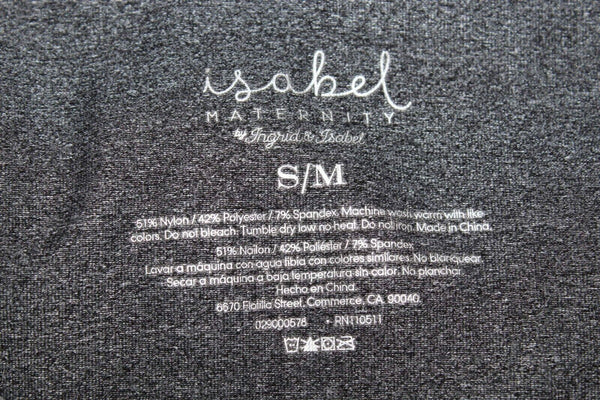 isabel
MATERNITY
by Ingrid & Isabel
S/M
51% Nylon / 42% Polyester / 7% Spandex. Machine wash warm with like
colors. Do not bleach. Tumble dry low no heat. Do not iron. Made in China.
51% Nailon / 42% Poliéster / 7% Spandex.
Lavar a máquina con agua tibia con colores similares. No blanquear.
Secar a máquina a baja temperatura sin calor. No planchar
Hecho en China.
6670 Flotilla Street, Commerce, CA 90040.
029000578 • RN110511